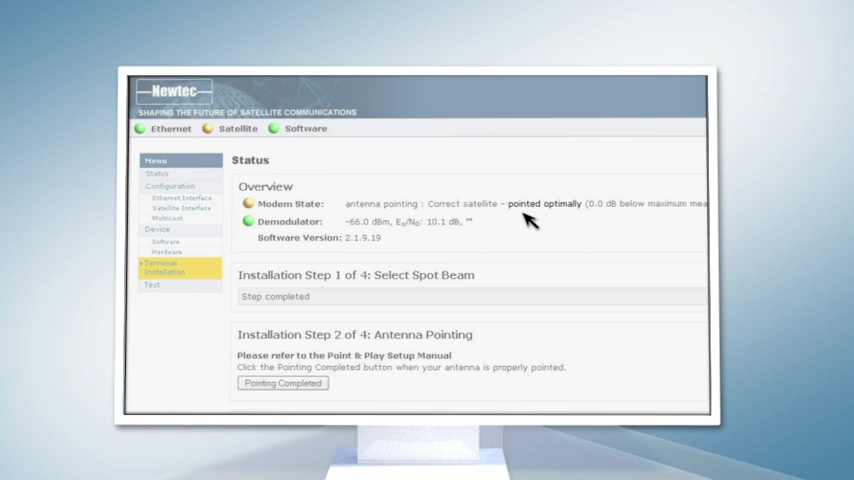 Newtec
SHAPING THE FUTURE OF SATELLITE COMMUNICATIONS
Ethernet Satellite Software
Menu
Status
Configuration
Ethernet Interface
Satellite Interface
Multicast
Device
Software
Hardware
Terminal
Installation
Test
Status
Overview
Modem State: antenna pointing : Correct satellite - pointed optimally (0.0 dB below maximum mea
Demodulator: -66.0 dBm, Es/N0: 10.1 dB, **
Software Version: 2.1.9.19
Installation Step 1 of 4: Select Spot Beam
Step completed
Installation Step 2 of 4: Antenna Pointing
Please refer to the Point & Play Setup Manual
Click the Pointing Completed button when your antenna is properly pointed.
Pointing Completed